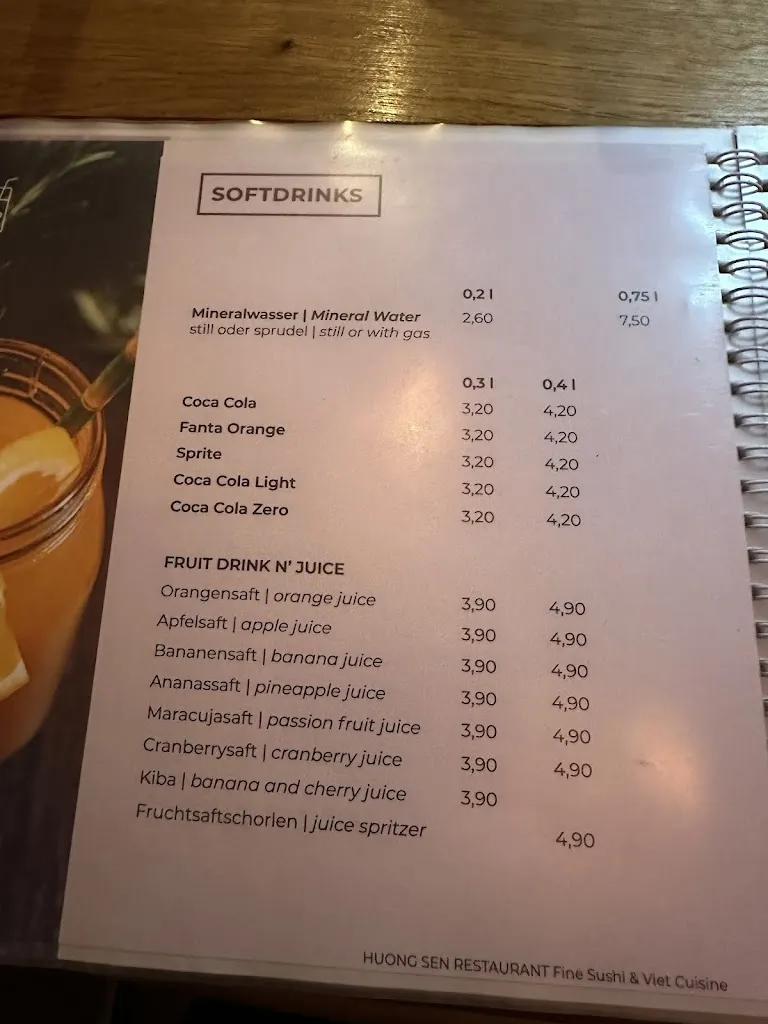 SOFTDRINKS
0,2 l 0,75 l
Mineralwasser | Mineral Water 2,60 7,50
still oder sprudel | still or with gas
0,3 l 0,4 l
Coca Cola 3,20 4,20
Fanta Orange 3,20 4,20
Sprite 3,20 4,20
Coca Cola Light 3,20 4,20
Coca Cola Zero 3,20 4,20
FRUIT DRINK N' JUICE
Orangensaft | orange juice 3,90 4,90
Apfelsaft | apple juice 3,90 4,90
Bananensaft | banana juice 3,90 4,90
Ananassaft | pineapple juice 3,90 4,90
Maracujasaft | passion fruit juice 3,90 4,90
Cranberrysaft | cranberry juice 3,90 4,90
Kiba | banana and cherry juice 3,90
Fruchtsaftschorlen | juice spritzer 4,90
HUONG SEN RESTAURANT Fine Sushi & Viet Cuisine